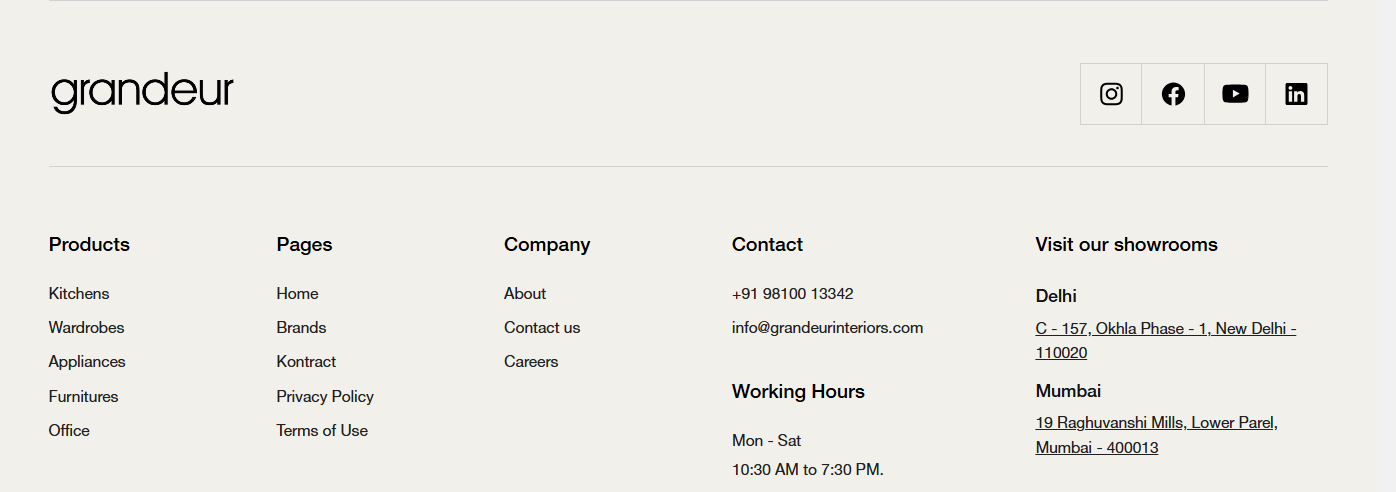 grandeur
Products
Kitchens
Wardrobes
Appliances
Furnitures
Office
Pages
Home
Brands
Kontract
Privacy Policy
Terms of Use
Company
About
Contact us
Careers
Contact
+91 98100 13342
info@grandeurinteriors.com
Working Hours
Mon - Sat
10:30 AM to 7:30 PM.
Visit our showrooms
Delhi
C - 157, Okhla Phase - 1, New Delhi -
110020
Mumbai
19 Raghuvanshi Mills, Lower Parel,
Mumbai - 400013